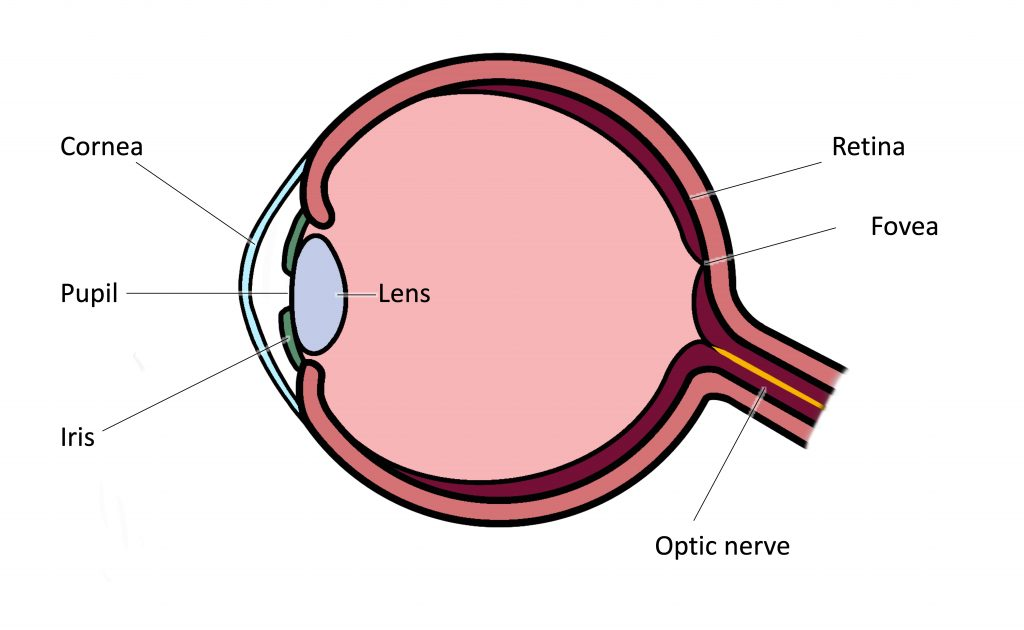 Cornea
Retina
Fovea
Pupil
Lens
Iris
Optic nerve